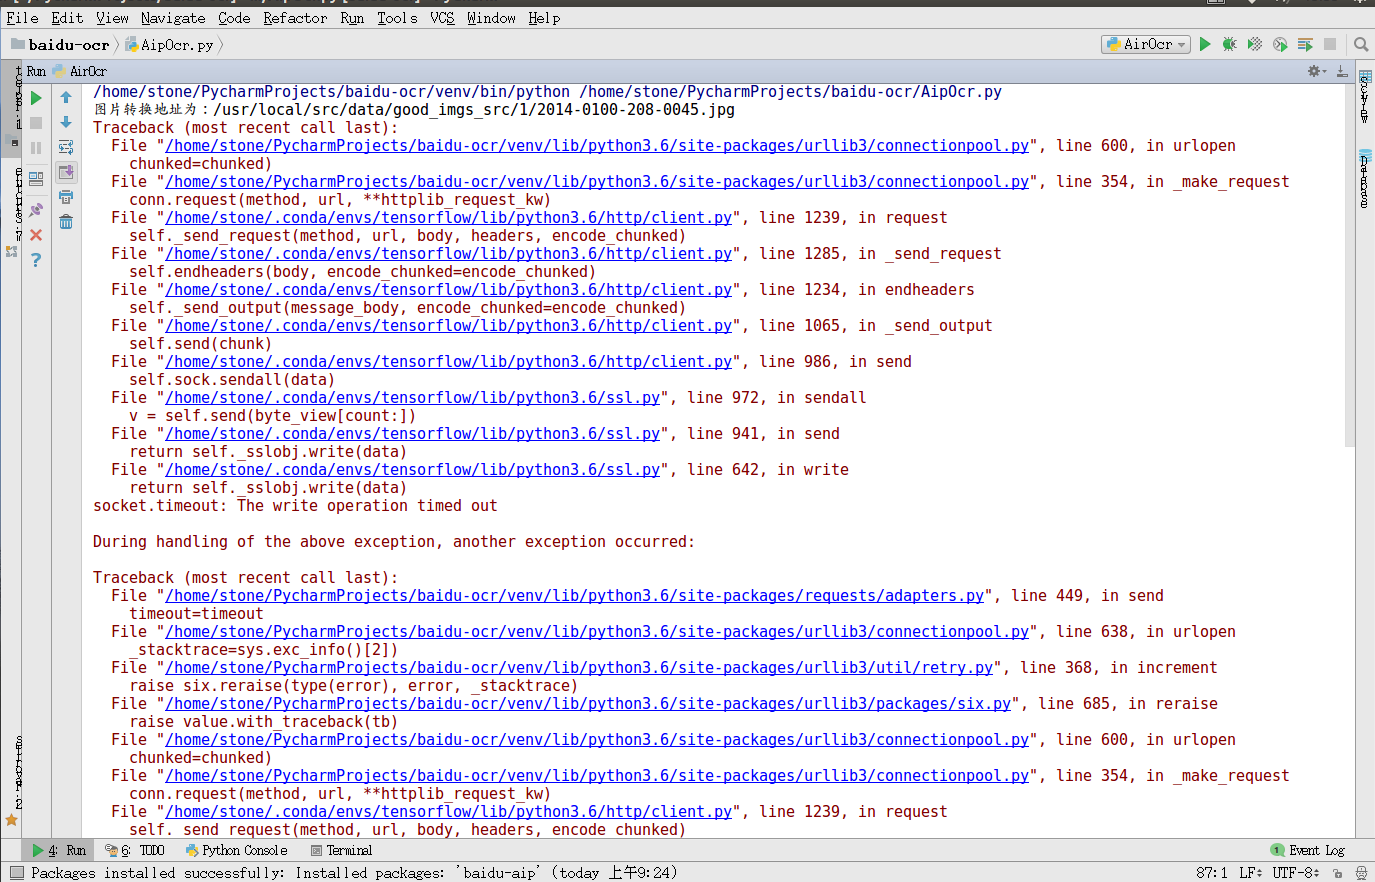 File Edit View Navigate Code Refactor Run Tools VCS Window Help
baidu-ocr AipOcr.py AirOcr
Run AirOcr
/home/stone/PycharmProjects/baidu-ocr/venv/bin/python /home/stone/PycharmProjects/baidu-ocr/AipOcr.py
图片转换地址为：/usr/local/src/data/good_imgs_src/1/2014-0100-208-0045.jpg
Traceback (most recent call last):
File "/home/stone/PycharmProjects/baidu-ocr/venv/lib/python3.6/site-packages/urllib3/connectionpool.py", line 600, in urlopen
chunked=chunked)
File "/home/stone/PycharmProjects/baidu-ocr/venv/lib/python3.6/site-packages/urllib3/connectionpool.py", line 354, in _make_request
conn.request(method, url, **httplib_request_kw)
File "/home/stone/.conda/envs/tensorflow/lib/python3.6/http/client.py", line 1239, in request
self._send_request(method, url, body, headers, encode_chunked)
File "/home/stone/.conda/envs/tensorflow/lib/python3.6/http/client.py", line 1285, in _send_request
self.endheaders(body, encode_chunked=encode_chunked)
File "/home/stone/.conda/envs/tensorflow/lib/python3.6/http/client.py", line 1234, in endheaders
self._send_output(message_body, encode_chunked=encode_chunked)
File "/home/stone/.conda/envs/tensorflow/lib/python3.6/http/client.py", line 1065, in _send_output
self.send(chunk)
File "/home/stone/.conda/envs/tensorflow/lib/python3.6/http/client.py", line 986, in send
self.sock.sendall(data)
File "/home/stone/.conda/envs/tensorflow/lib/python3.6/ssl.py", line 972, in sendall
v = self.send(byte_view[count:])
File "/home/stone/.conda/envs/tensorflow/lib/python3.6/ssl.py", line 941, in send
return self._sslobj.write(data)
File "/home/stone/.conda/envs/tensorflow/lib/python3.6/ssl.py", line 642, in write
return self._sslobj.write(data)
socket.timeout: The write operation timed out
During handling of the above exception, another exception occurred:
Traceback (most recent call last):
File "/home/stone/PycharmProjects/baidu-ocr/venv/lib/python3.6/site-packages/requests/adapters.py", line 449, in send
timeout=timeout
File "/home/stone/PycharmProjects/baidu-ocr/venv/lib/python3.6/site-packages/urllib3/connectionpool.py", line 638, in urlopen
_stacktrace=sys.exc_info()[2])
File "/home/stone/PycharmProjects/baidu-ocr/venv/lib/python3.6/site-packages/urllib3/util/retry.py", line 368, in increment
raise six.reraise(type(error), error, _stacktrace)
File "/home/stone/PycharmProjects/baidu-ocr/venv/lib/python3.6/site-packages/urllib3/packages/six.py", line 685, in reraise
raise value.with_traceback(tb)
File "/home/stone/PycharmProjects/baidu-ocr/venv/lib/python3.6/site-packages/urllib3/connectionpool.py", line 600, in urlopen
chunked=chunked)
File "/home/stone/PycharmProjects/baidu-ocr/venv/lib/python3.6/site-packages/urllib3/connectionpool.py", line 354, in _make_request
conn.request(method, url, **httplib_request_kw)
File "/home/stone/.conda/envs/tensorflow/lib/python3.6/http/client.py", line 1239, in request
self._send_request(method, url, body, headers, encode_chunked)
4: Run 6: TODO Python Console Terminal 1 Event Log
Packages installed successfully: Installed packages: 'baidu-aip' (today 上午9:24) 87:1 LF UTF-8